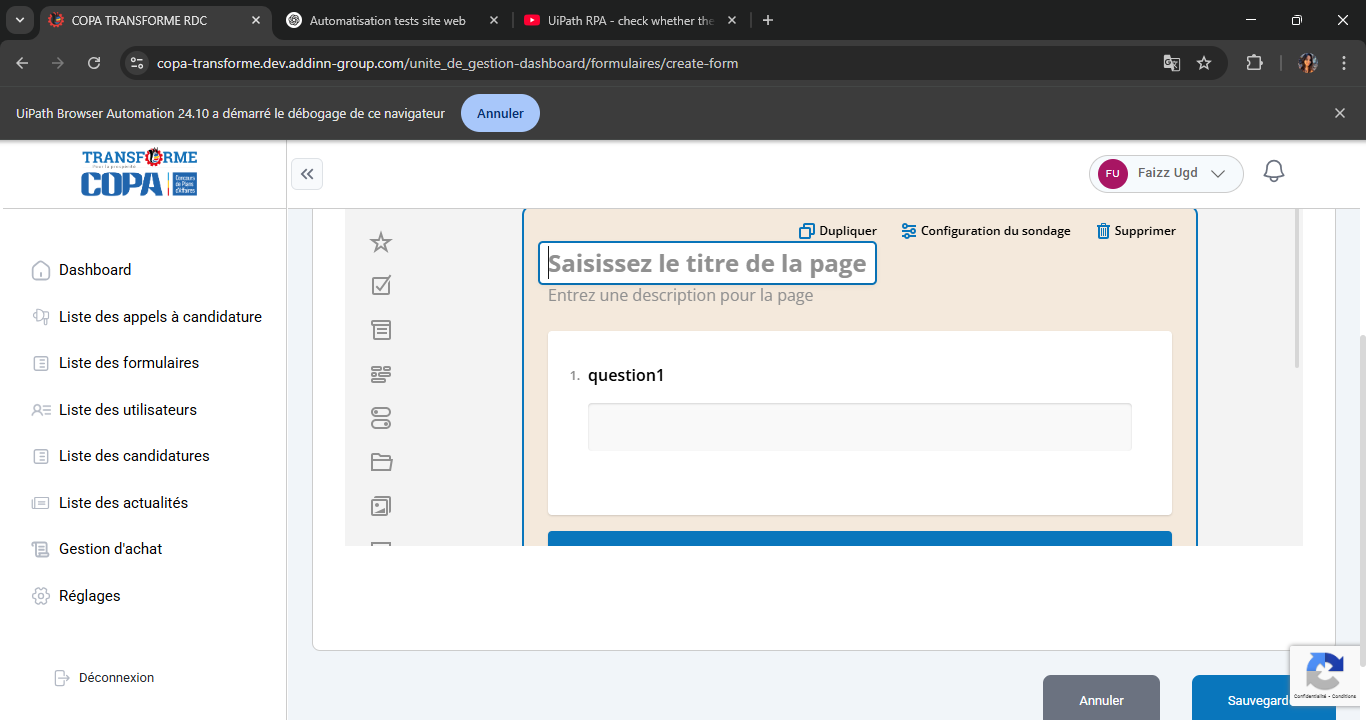 COPA TRANSFORME RDC
Automatisation tests site web
UiPath RPA - check whether the
copa-transforme.dev.addinn-group.com/unite_de_gestion-dashboard/formulaires/create-form
UiPath Browser Automation 24.10 a démarré le débogage de ce navigateur
Annuler
TRANSFORME
Pour la prospérité
COPA
Concours de Plans d'Affaires
FU
Faizz Ugd
Dashboard
Liste des appels à candidature
Liste des formulaires
Liste des utilisateurs
Liste des candidatures
Liste des actualités
Gestion d'achat
Réglages
Déconnexion
Dupliquer
Configuration du sondage
Supprimer
Saisissez le titre de la page
Entrez une description pour la page
1. question1
Annuler
Sauvegard
Confidentialité - Conditions